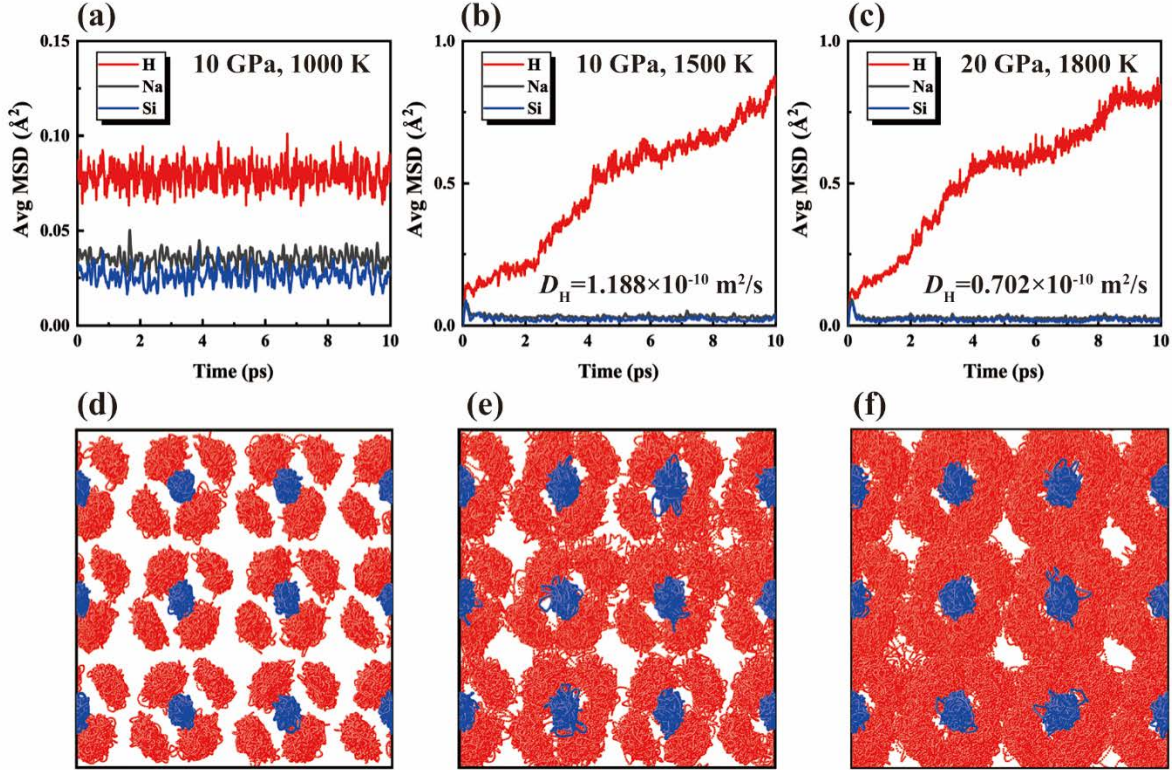 (a)
10 GPa, 1000 K
H
Na
Si
Avg MSD (Å²)
0.15
0.10
0.05
0.00
0 2 4 6 8 10
Time (ps)
(b)
10 GPa, 1500 K
H
Na
Si
Avg MSD (Å²)
1.0
0.5
0.0
D_H=1.188×10⁻¹⁰ m²/s
0 2 4 6 8 10
Time (ps)
(c)
20 GPa, 1800 K
H
Na
Si
Avg MSD (Å²)
1.0
0.5
0.0
D_H=0.702×10⁻¹⁰ m²/s
0 2 4 6 8 10
Time (ps)
(d)
(e)
(f)